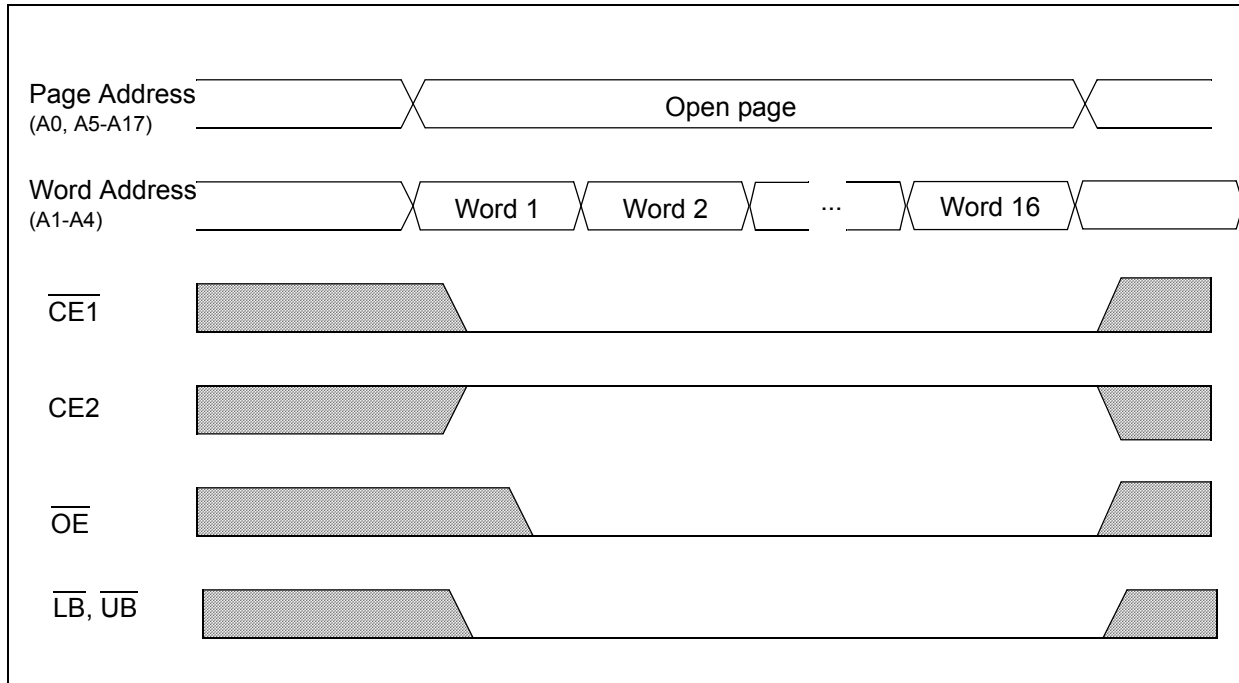 Page Address
(A0, A5-A17)
Open page
Word Address
(A1-A4)
Word 1 Word 2 ... Word 16
CE1
CE2
OE
LB, UB